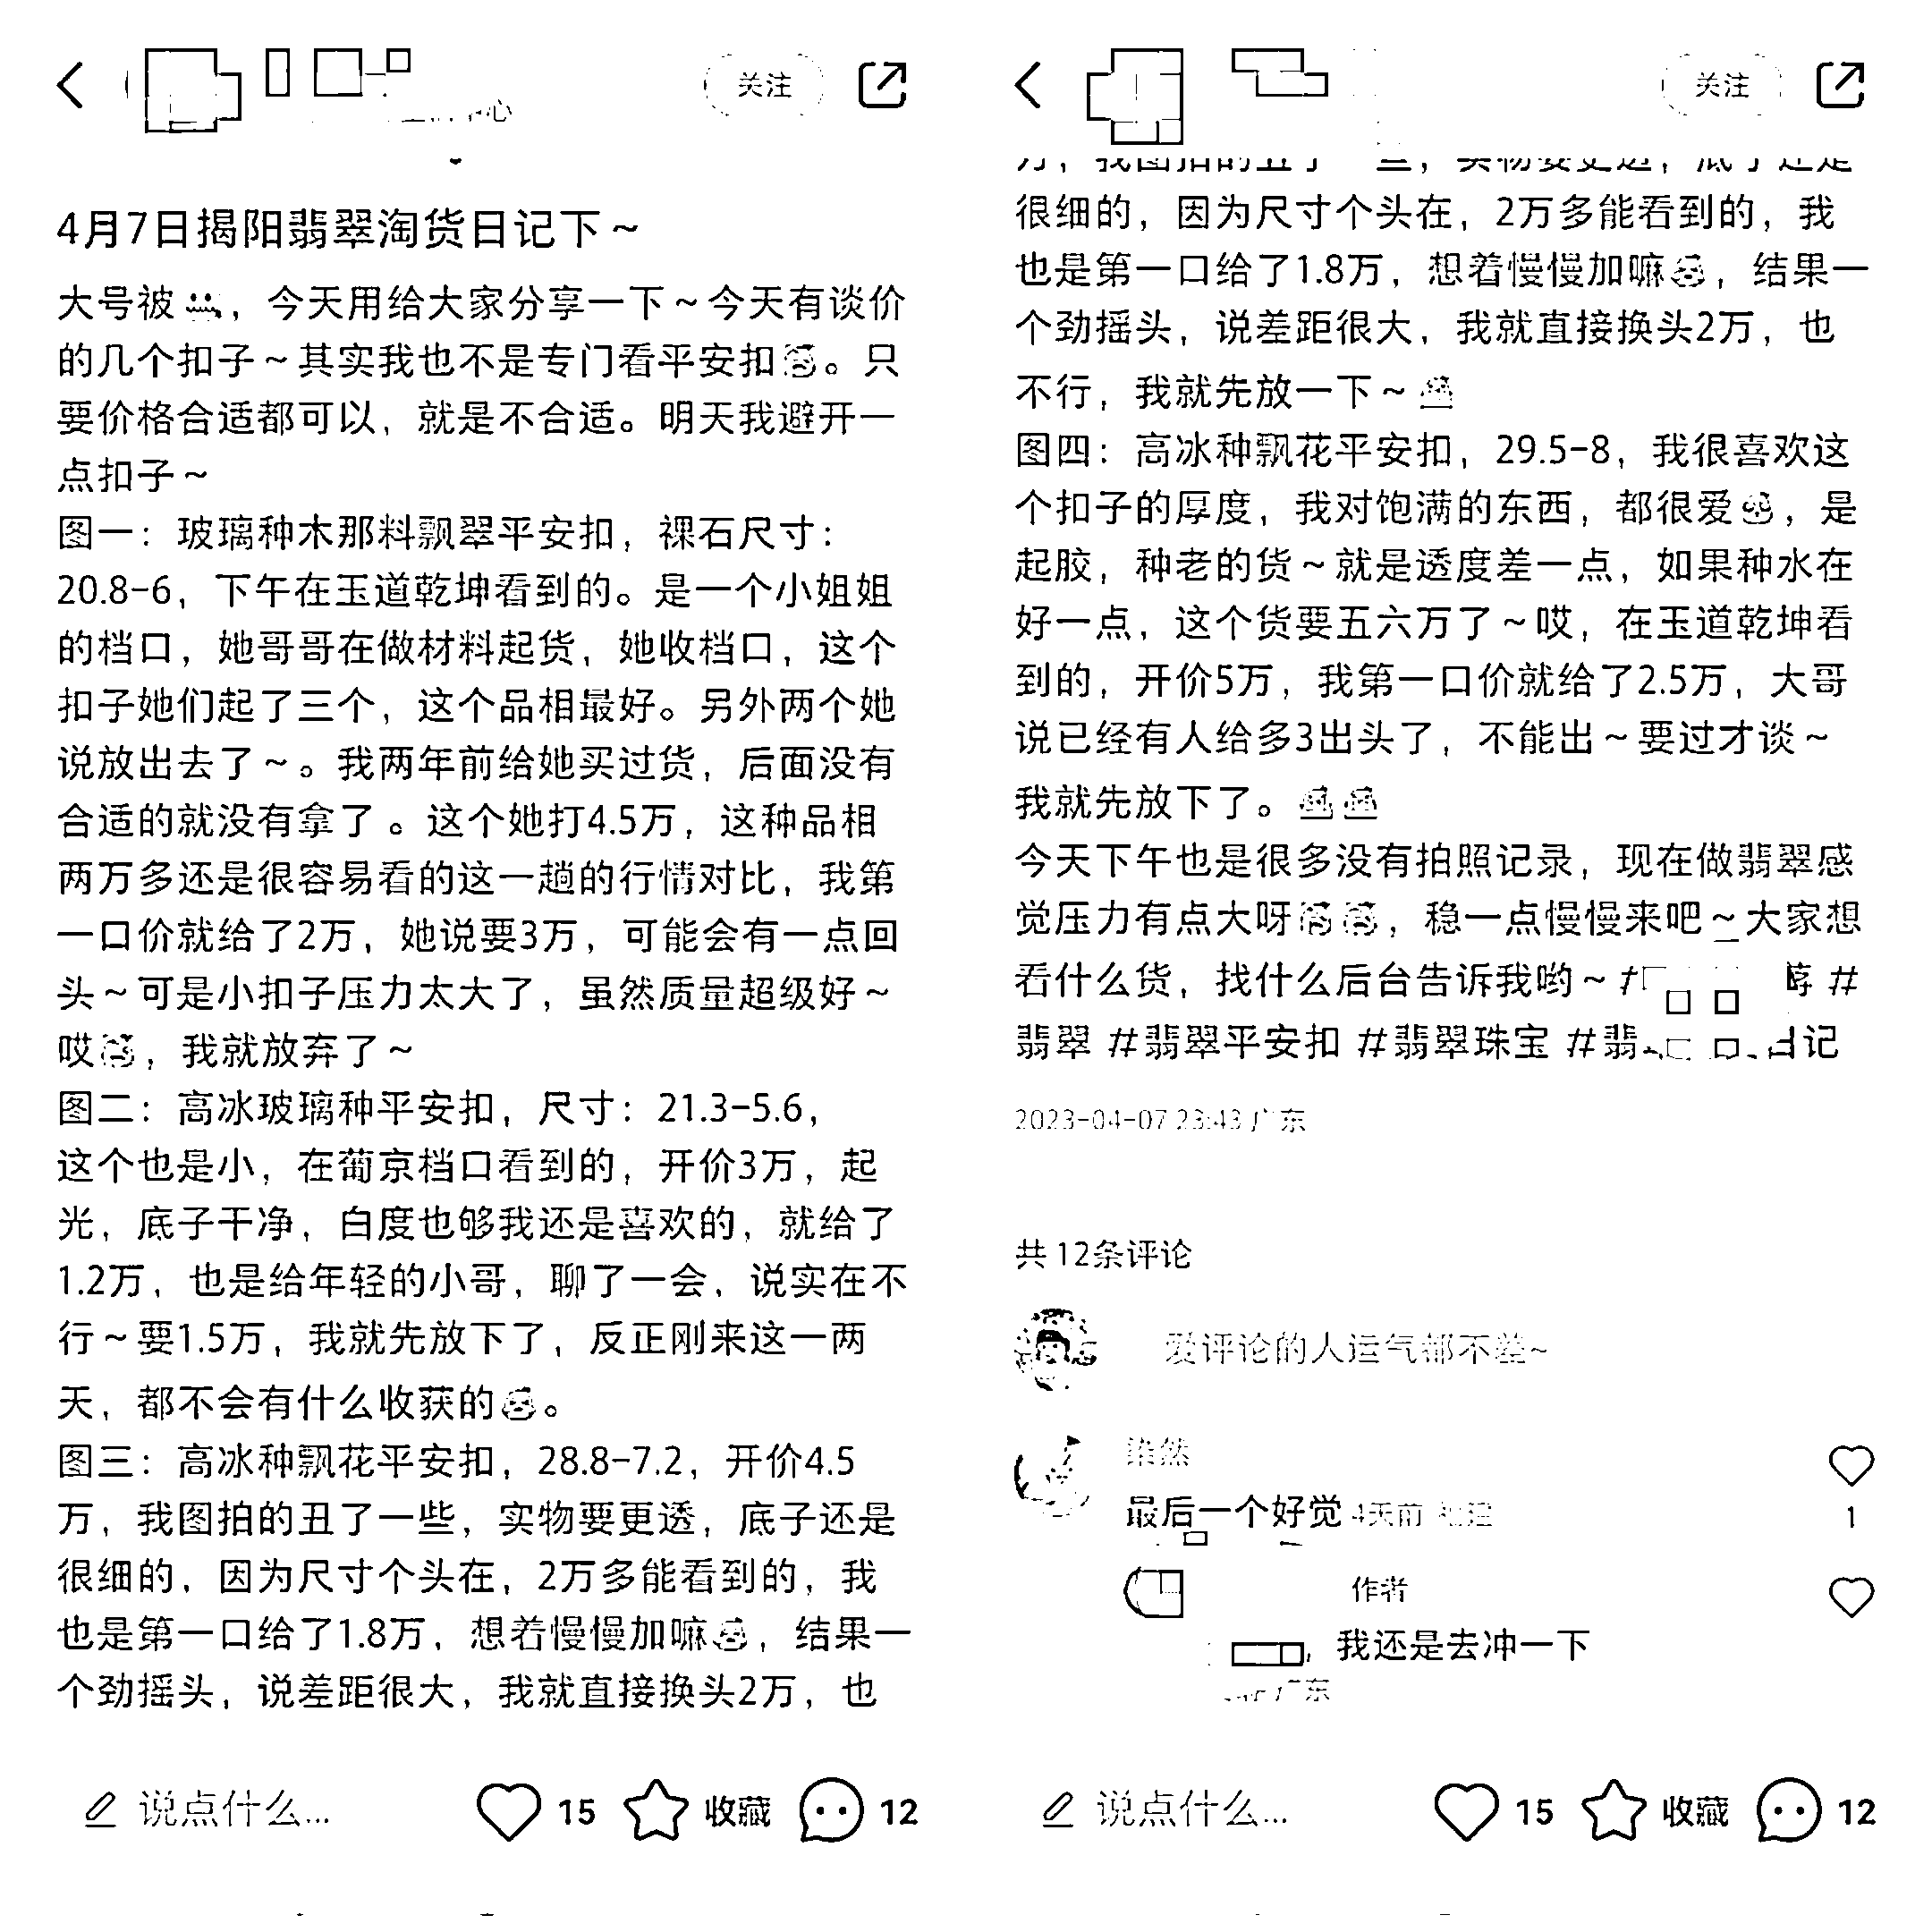 关注
4月7日揭阳翡翠淘货日记下~
大号被，今天用给大家分享一下~今天有谈价
的几个扣子~其实我也不是专门看平安扣。只
要价格合适都可以，就是不合适。明天我避开一
点扣子~
图一：玻璃种木那料飘翠平安扣，裸石尺寸：
20.8-6，下午在玉道乾坤看到的。是一个小姐姐
的档口，她哥哥在做材料起货，她收档口，这个
扣子她们起了三个，这个品相最好。另外两个她
说放出去了~。我两年前给她买过货，后面没有
合适的就没有拿了。这个她打4.5万，这种品相
两万多还是很容易看的这一趟的行情对比，我第
一口价就给了2万，她说要3万，可能会有一点回
头~可是小扣子压力太大了，虽然质量超级好~
哎，我就放弃了~
图二：高冰玻璃种平安扣，尺寸：21.3-5.6，
这个也是小，在葡京档口看到的，开价3万，起
光，底子干净，白度也够我还是喜欢的，就给了
1.2万，也是给年轻的小哥，聊了一会，说实在不
行~要1.5万，我就先放下了，反正刚来这一两
天，都不会有什么收获的。
图三：高冰种飘花平安扣，28.8-7.2，开价4.5
万，我图拍的丑了一些，实物要更透，底子还是
很细的，因为尺寸个头在，2万多能看到的，我
也是第一口给了1.8万，想着慢慢加嘛，结果一
个劲摇头，说差距很大，我就直接换头2万，也
说点什么...
15
收藏
12
关注
万，我图拍的丑了一些，实物要更透，底子还是
很细的，因为尺寸个头在，2万多能看到的，我
也是第一口给了1.8万，想着慢慢加嘛，结果一
个劲摇头，说差距很大，我就直接换头2万，也
不行，我就先放一下~
图四：高冰种飘花平安扣，29.5-8，我很喜欢这
个扣子的厚度，我对饱满的东西，都很爱，是
起胶，种老的货~就是透度差一点，如果种水在
好一点，这个货要五六万了~哎，在玉道乾坤看
到的，开价5万，我第一口价就给了2.5万，大哥
说已经有人给多3出头了，不能出~要过才谈~
我就先放下了。
今天下午也是很多没有拍照记录，现在做翡翠感
觉压力有点大呀，稳一点慢慢来吧~大家想
看什么货，找什么后台告诉我哟~ #
翡翠 #翡翠平安扣 #翡翠珠宝 #翡 日记
2023-04-07 23:43 广东
共 12条评论
爱评论的人运气都不差~
染然
最后一个好觉 4天前 福建
1
作者
，我还是去冲一下
广东
说点什么...
15
收藏
12